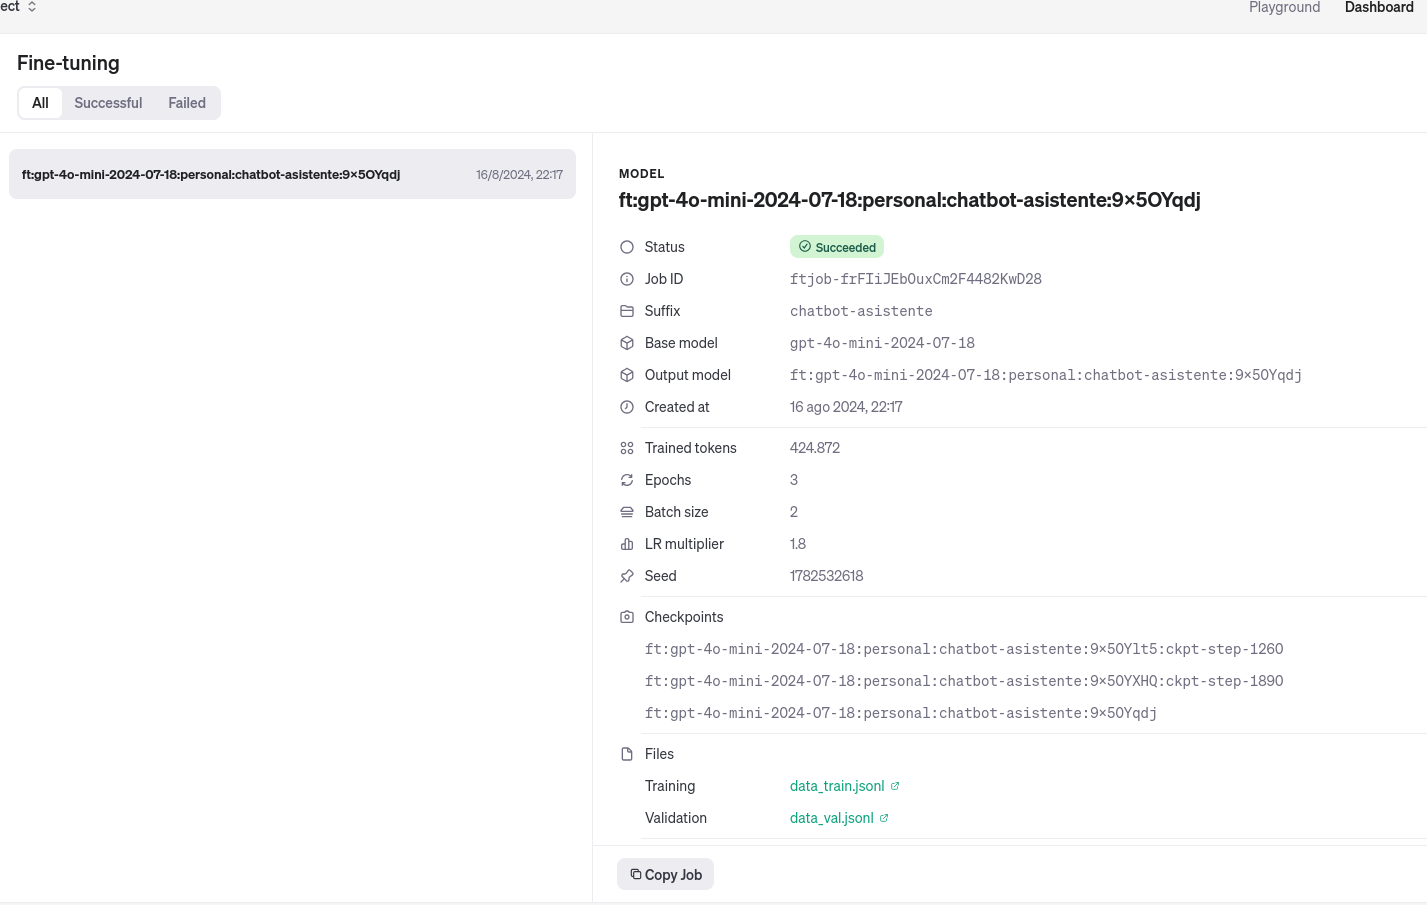 ect
Playground
Dashboard
Fine-tuning
All
Successful
Failed
ft:gpt-4o-mini-2024-07-18:personal:chatbot-asistente:9x5OYqdj
16/8/2024, 22:17
MODEL
ft:gpt-4o-mini-2024-07-18:personal:chatbot-asistente:9x5OYqdj
Status
Succeeded
Job ID
ftjob-frFIiJEbOuxCm2F4482KwD28
Suffix
chatbot-asistente
Base model
gpt-4o-mini-2024-07-18
Output model
ft:gpt-4o-mini-2024-07-18:personal:chatbot-asistente:9x5OYqdj
Created at
16 ago 2024, 22:17
Trained tokens
424.872
Epochs
3
Batch size
2
LR multiplier
1.8
Seed
1782532618
Checkpoints
ft:gpt-4o-mini-2024-07-18:personal:chatbot-asistente:9x5OYlt5:ckpt-step-1260
ft:gpt-4o-mini-2024-07-18:personal:chatbot-asistente:9x5OYXHQ:ckpt-step-1890
ft:gpt-4o-mini-2024-07-18:personal:chatbot-asistente:9x5OYqdj
Files
Training
data_train.jsonl
Validation
data_val.jsonl
Copy Job